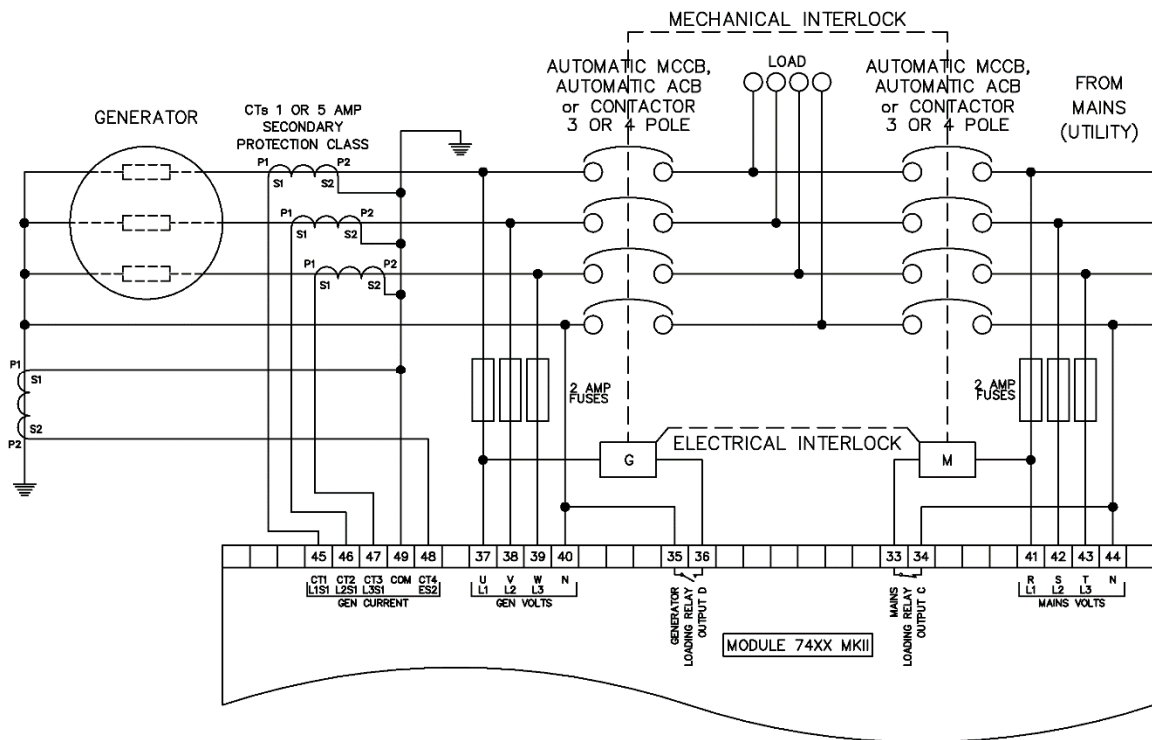 MECHANICAL INTERLOCK
AUTOMATIC MCCB,
AUTOMATIC ACB
or CONTACTOR
3 OR 4 POLE
LOAD
AUTOMATIC MCCB,
AUTOMATIC ACB
or CONTACTOR
3 OR 4 POLE
FROM
MAINS
(UTILITY)
GENERATOR
CTs 1 OR 5 AMP
SECONDARY
PROTECTION CLASS
P1
P2
S1
S2
P1
P2
S1
S2
P1
P2
S1
S2
P1
S1
S2
P2
2 AMP
FUSES
2 AMP
FUSES
ELECTRICAL INTERLOCK
G
M
45 46 47 49 48 37 38 39 40 35 36 33 34 41 42 43 44
CT1 CT2 CT3 COM CT4
L1S1 L2S1 L3S1 ES2
GEN CURRENT
U V W N
L1 L2 L3
GEN VOLTS
GENERATOR
LOADING RELAY
OUTPUT D
MODULE 74XX MKII
MAINS
LOADING RELAY
OUTPUT C
R S T N
L1 L2 L3
MAINS VOLTS